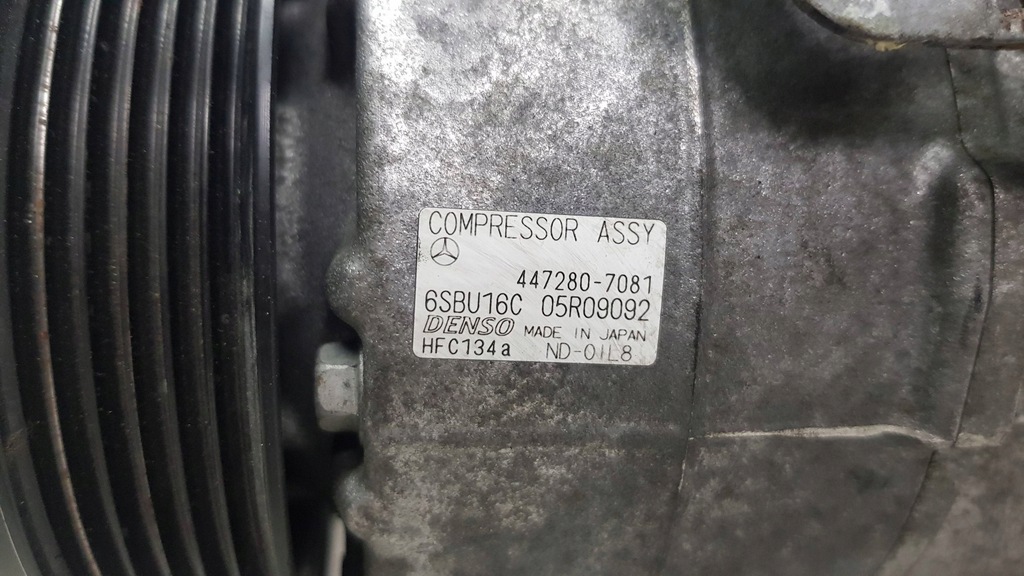 COMPRESSOR ASSY
447280-7081
6SBU16C 05R09092
DENSO MADE IN JAPAN
HFC134a ND-OIL8